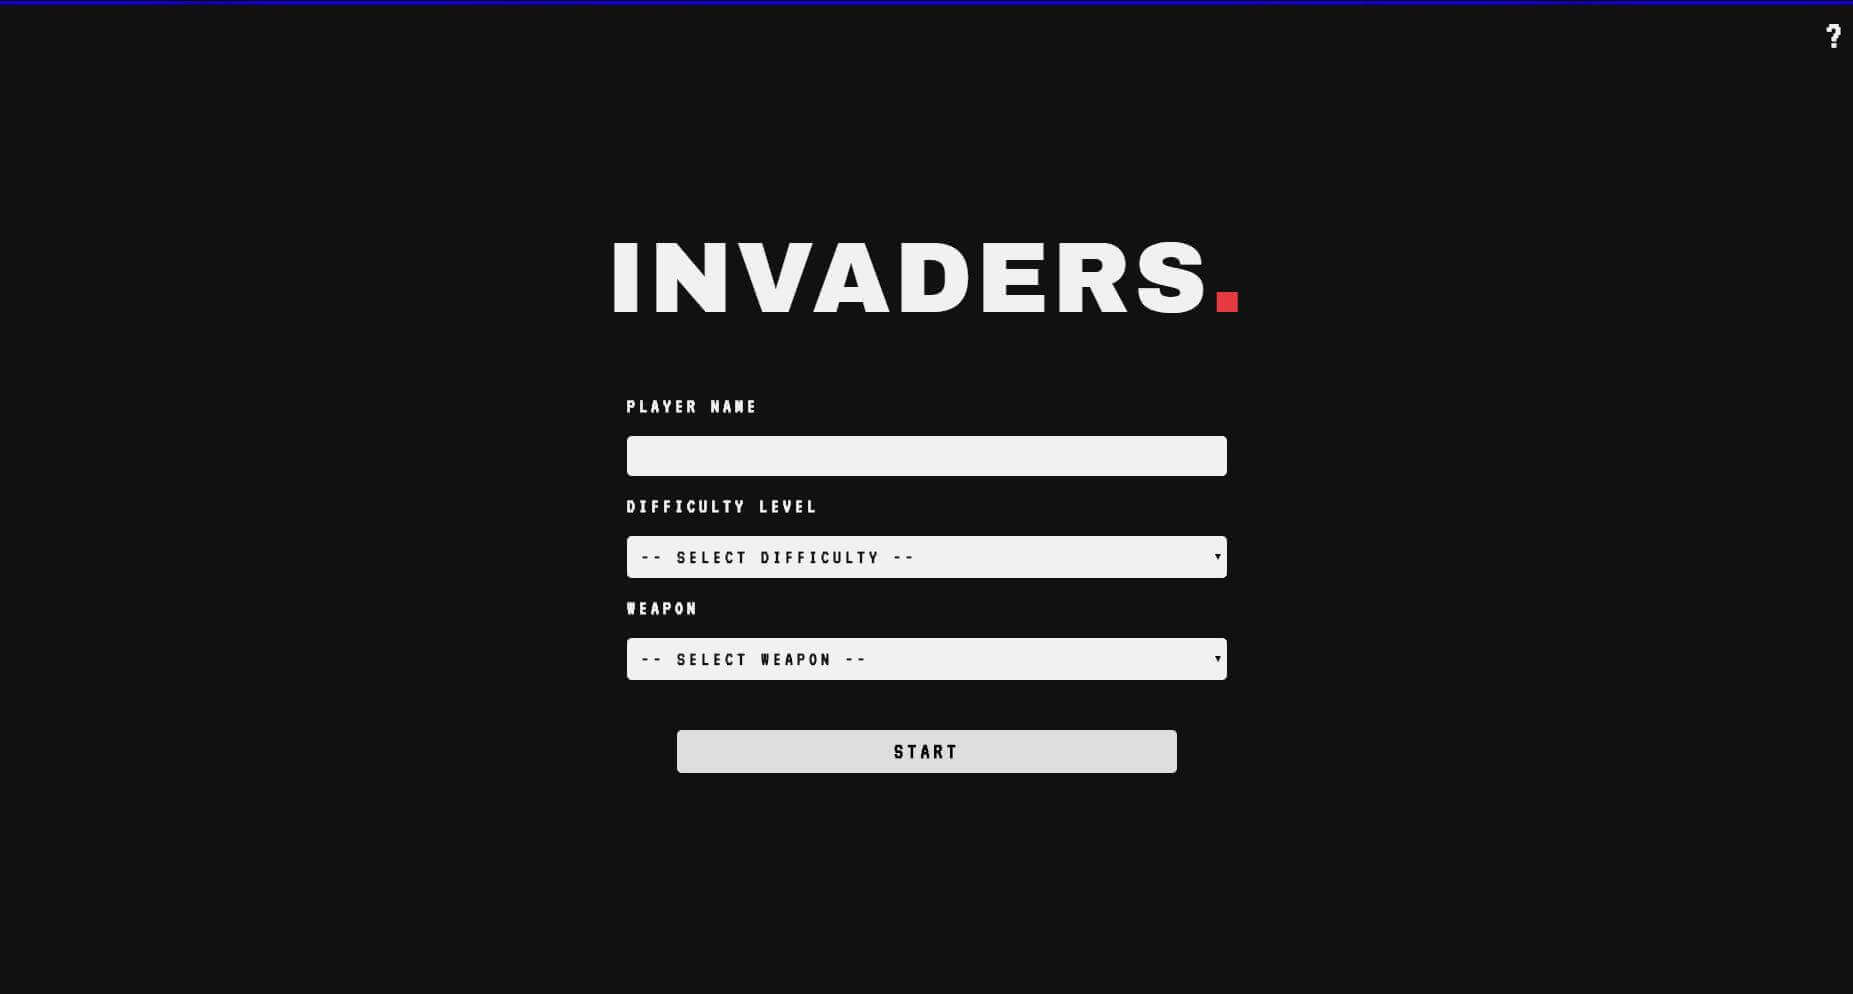 ?
INVADERS.
PLAYER NAME
DIFFICULTY LEVEL
-- SELECT DIFFICULTY --
WEAPON
-- SELECT WEAPON --
START